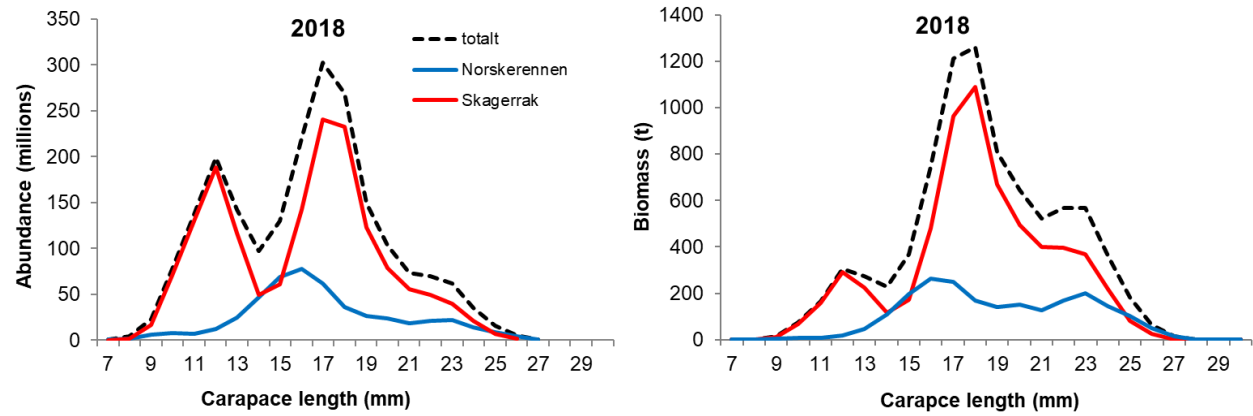 2018
totalt
Norskerennen
Skagerrak
350
300
250
200
150
100
50
0
Abundance (millions)
7 9 11 13 15 17 19 21 23 25 27
Carapace length (mm)
2018
1400
1200
1000
800
600
400
200
0
Biomass (t)
7 9 11 13 15 17 19 21 23 25 27 29
Carapce length (mm)